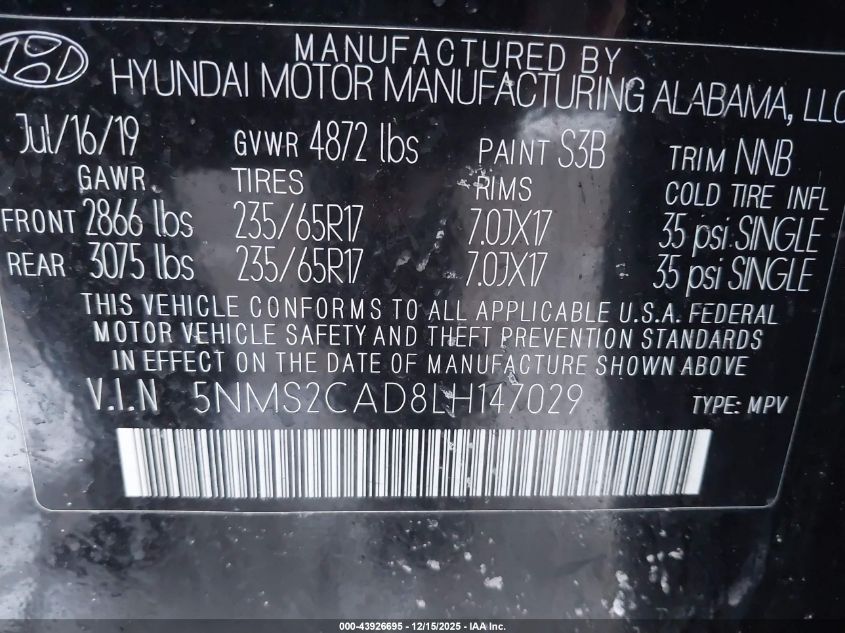 MANUFACTURED BY
HYUNDAI MOTOR MANUFACTURING ALABAMA, LLC
Jul/16/19 GVWR 4872 lbs PAINT S3B TRIM NNB
GAWR TIRES RIMS COLD TIRE INFL
FRONT 2866 lbs 235/65R17 7.0JX17 35 psi.SINGLE
REAR 3075 lbs 235/65R17 7.0JX17 35 psi SINGLE
THIS VEHICLE CONFORMS TO ALL APPLICABLE U.S.A. FEDERAL
MOTOR VEHICLE SAFETY AND THEFT PREVENTION STANDARDS
IN EFFECT ON THE DATE OF MANUFACTURE SHOWN ABOVE
V.I.N 5NMS2CAD8LH147029 TYPE: MPV
000-43926695 - 12/15/2025 - IAA Inc.